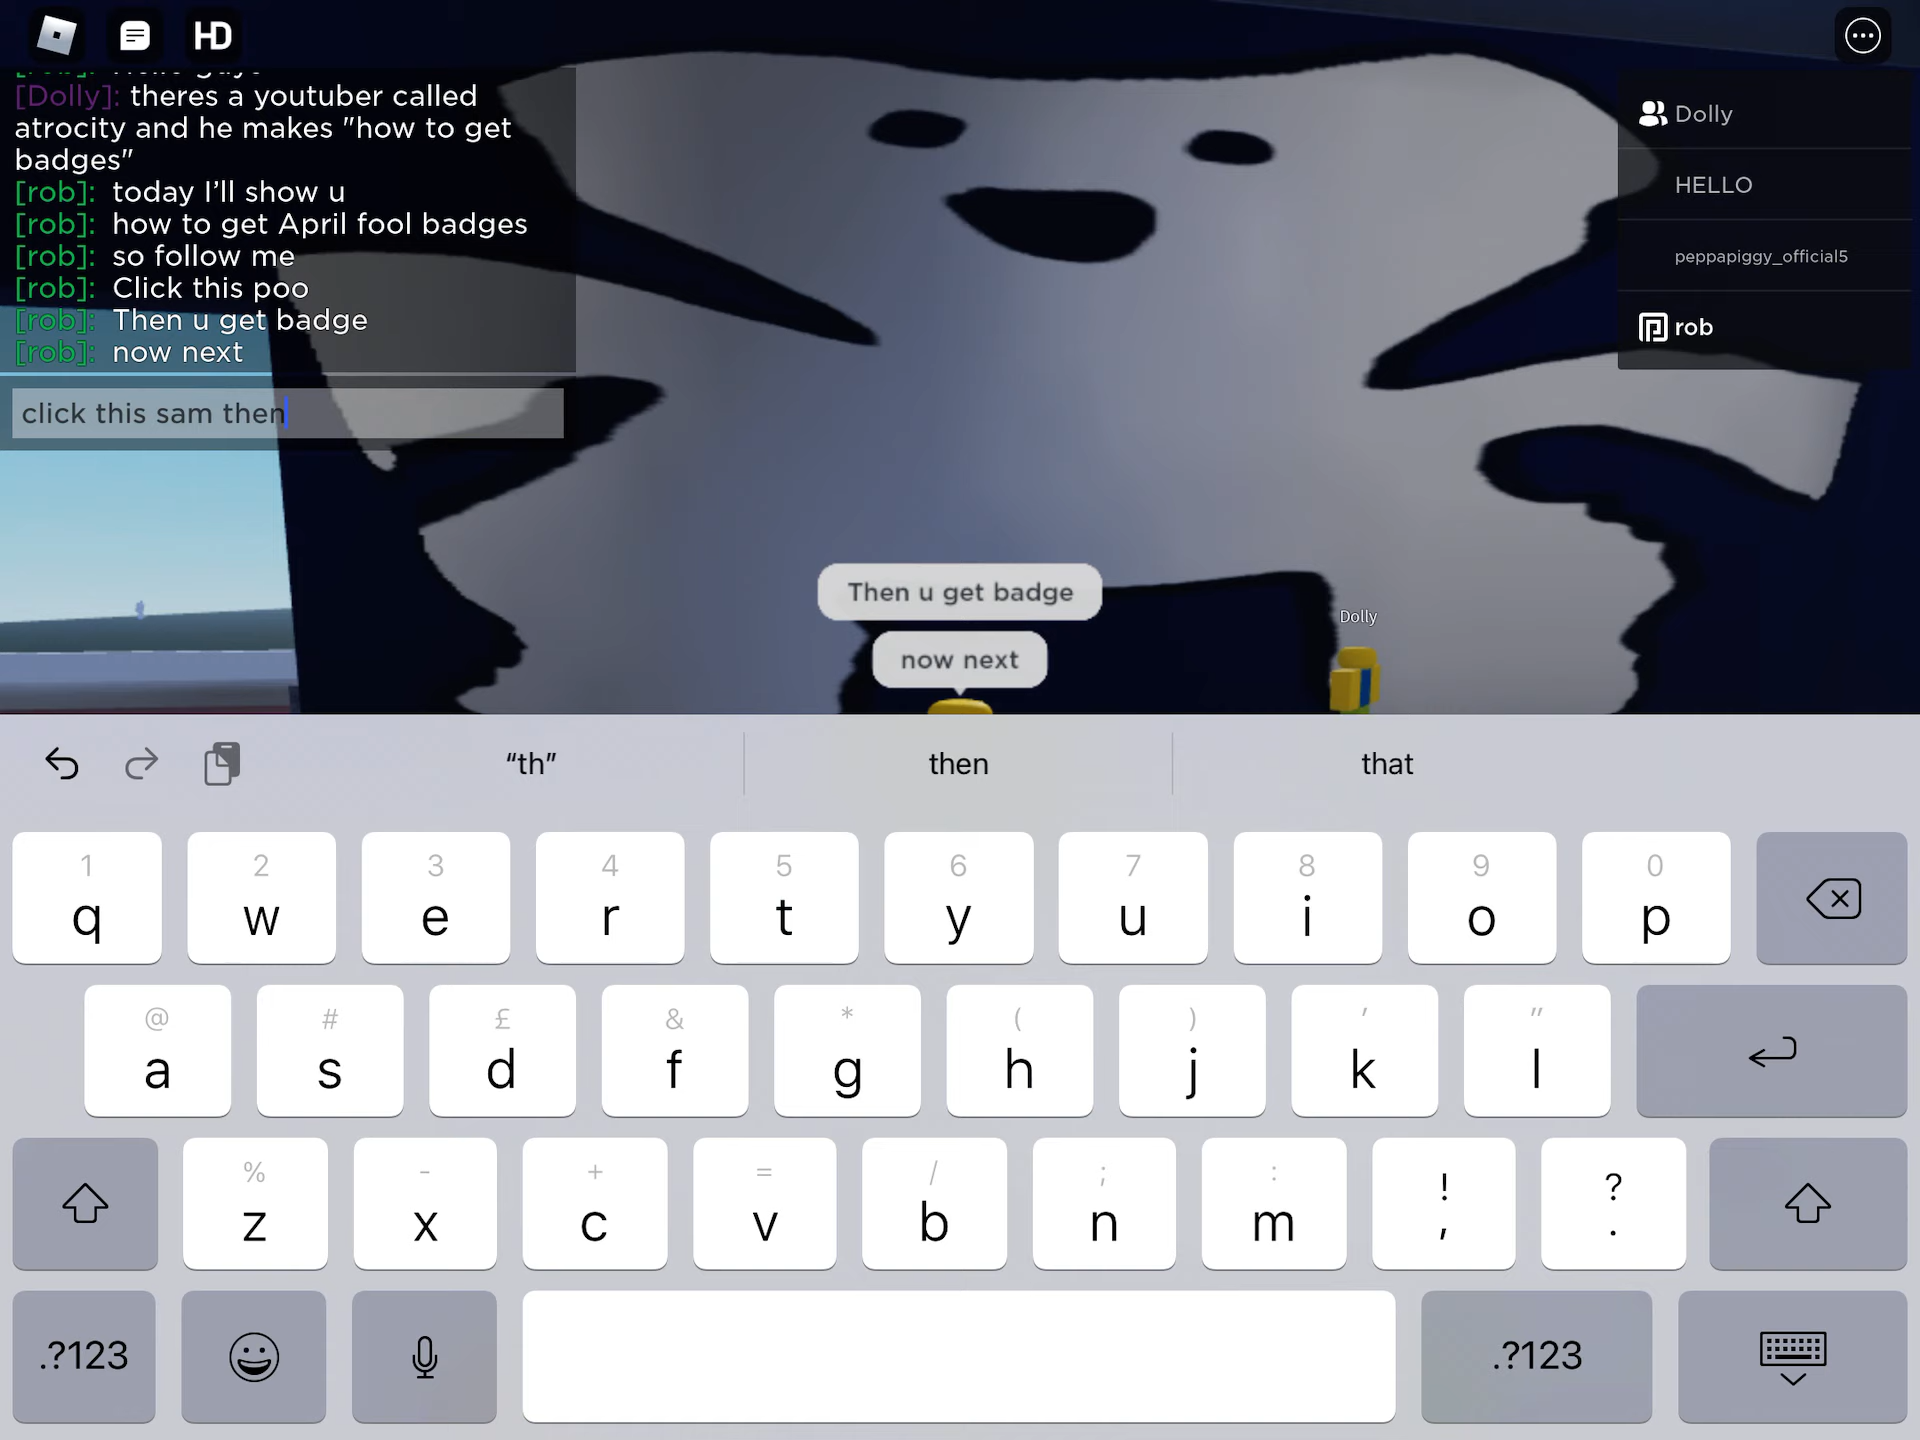 HD
[Dolly]: theres a youtuber called
atrocity and he makes "how to get
badges"
[rob]: today I'll show u
[rob]: how to get April fool badges
[rob]: so follow me
[rob]: Click this poo
[rob]: Then u get badge
[rob]: now next
click this sam then
Dolly
HELLO
peppapiggy_official5
rob
Then u get badge
now next
Dolly
“th” then that
1 2 3 4 5 6 7 8 9 0
q w e r t y u i o p
@ # £ & * ( ) ' "
a s d f g h j k l
% - + = / ; : ! ?
z x c v b n m , .
.?123 .?123